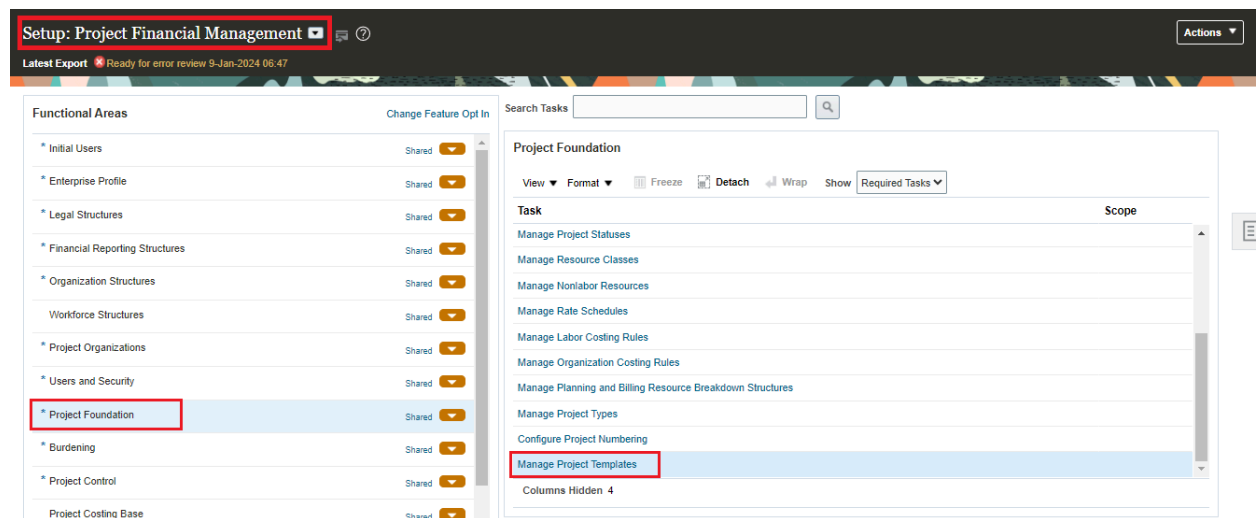 Setup: Project Financial Management
Actions
Latest Export Ready for error review 9-Jan-2024 06:47
Functional Areas
Change Feature Opt In
* Initial Users Shared
* Enterprise Profile Shared
* Legal Structures Shared
* Financial Reporting Structures Shared
* Organization Structures Shared
Workforce Structures Shared
* Project Organizations Shared
* Users and Security Shared
* Project Foundation Shared
* Burdening Shared
* Project Control Shared
Project Costing Base Shared
Search Tasks
Project Foundation
View Format Freeze Detach Wrap Show Required Tasks
Task Scope
Manage Project Statuses
Manage Resource Classes
Manage Nonlabor Resources
Manage Rate Schedules
Manage Labor Costing Rules
Manage Organization Costing Rules
Manage Planning and Billing Resource Breakdown Structures
Manage Project Types
Configure Project Numbering
Manage Project Templates
Columns Hidden 4